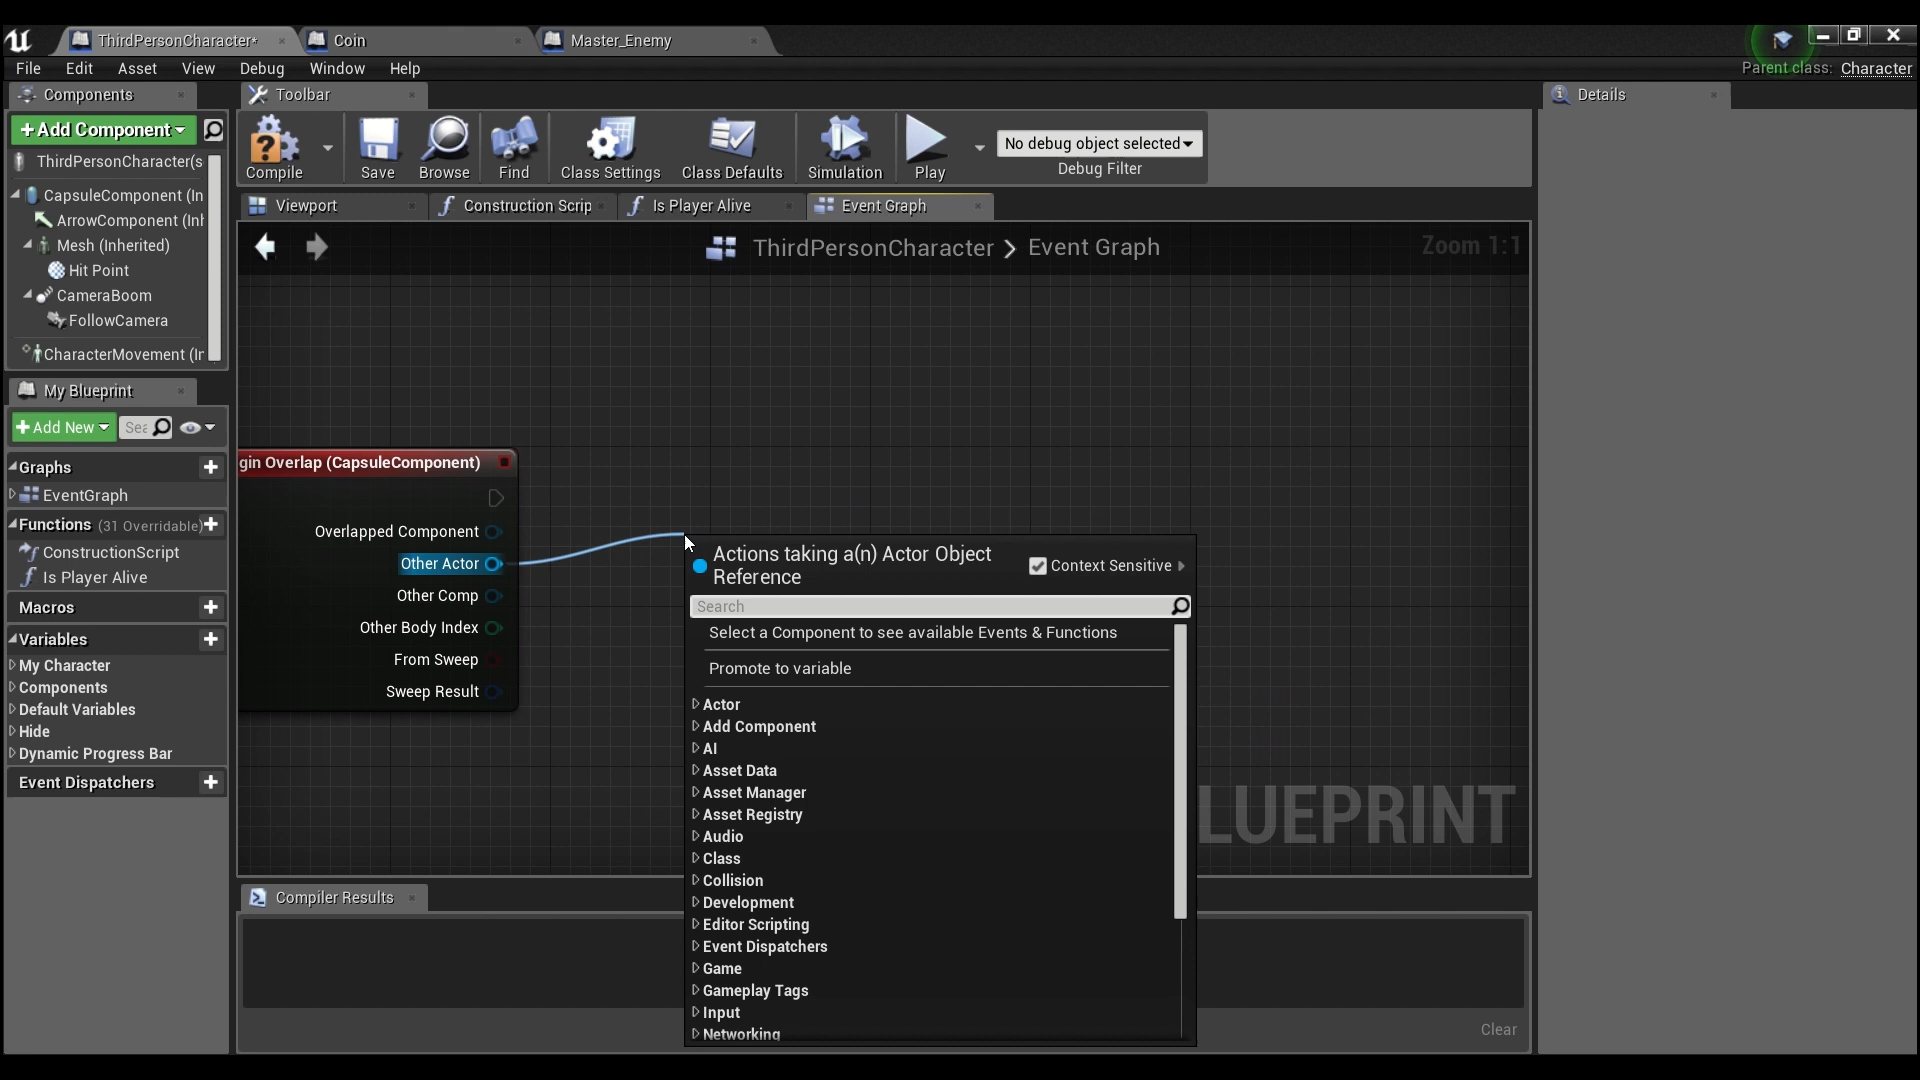 ThirdPersonCharacter*
Coin
Master_Enemy
File Edit Asset View Debug Window Help
Parent class: Character
Components
Toolbar
Details
+Add Component
ThirdPersonCharacter(s
CapsuleComponent (In
ArrowComponent (Inh
Mesh (Inherited)
Hit Point
CameraBoom
FollowCamera
CharacterMovement (Ir
Compile
Save
Browse
Find
Class Settings
Class Defaults
Simulation
Play
No debug object selected
Debug Filter
Viewport
Construction Scrip
Is Player Alive
Event Graph
ThirdPersonCharacter > Event Graph
Zoom 1:1
My Blueprint
+Add New
Sea
Graphs
EventGraph
Functions (31 Overridable)
ConstructionScript
Is Player Alive
Macros
Variables
My Character
Components
Default Variables
Hide
Dynamic Progress Bar
Event Dispatchers
gin Overlap (CapsuleComponent)
Overlapped Component
Other Actor
Other Comp
Other Body Index
From Sweep
Sweep Result
Actions taking a(n) Actor Object
Reference
Context Sensitive
Search
Select a Component to see available Events & Functions
Promote to variable
Actor
Add Component
AI
Asset Data
Asset Manager
Asset Registry
Audio
Class
Collision
Development
Editor Scripting
Event Dispatchers
Game
Gameplay Tags
Input
Networking
LUEPRINT
Compiler Results
Clear